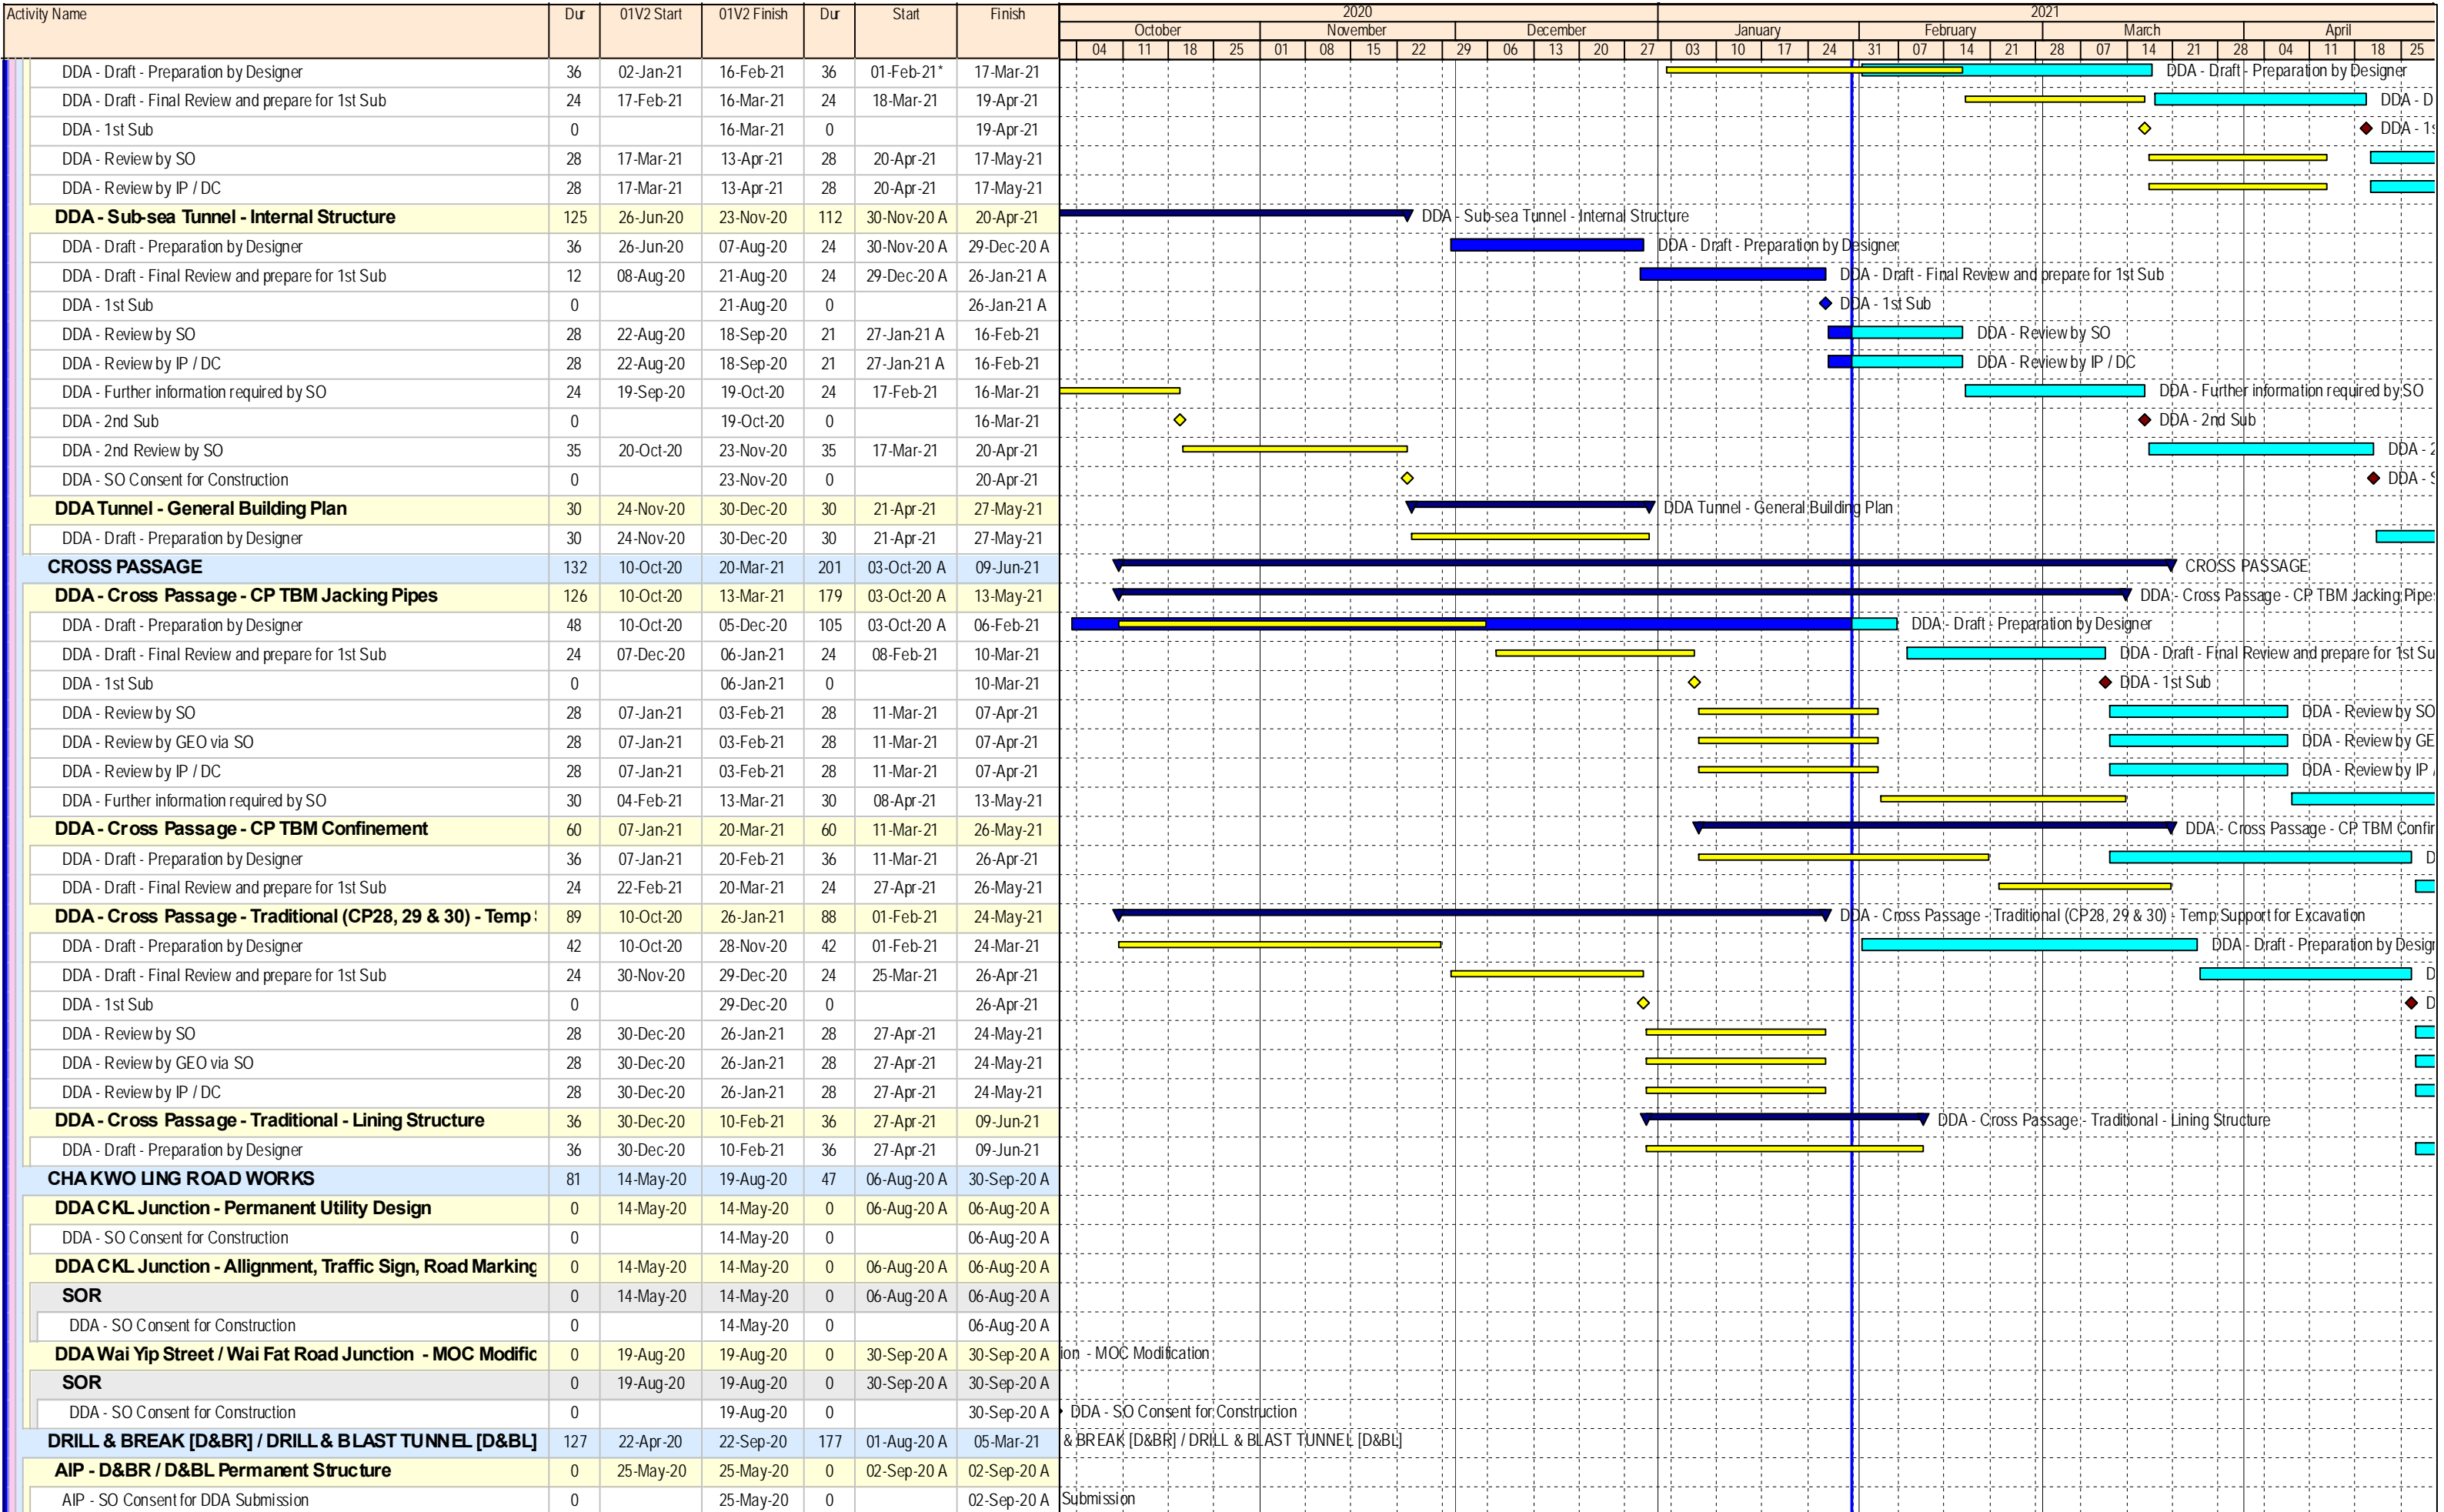 Activity Name Dur 01V2 Start 01V2 Finish Dur Start Finish 2020 2021
October November December January February March April
04 11 18 25 01 08 15 22 29 06 13 20 27 03 10 17 24 31 07 14 21 28 07 14 21 28 04 11 18 25
DDA - Draft - Preparation by Designer 36 02-Jan-21 16-Feb-21 36 01-Feb-21* 17-Mar-21 DDA - Draft - Preparation by Designer
DDA - Draft - Final Review and prepare for 1st Sub 24 17-Feb-21 16-Mar-21 24 18-Mar-21 19-Apr-21 DDA - D
DDA - 1st Sub 0 16-Mar-21 0 19-Apr-21 DDA - 1s
DDA - Review by SO 28 17-Mar-21 13-Apr-21 28 20-Apr-21 17-May-21
DDA - Review by IP / DC 28 17-Mar-21 13-Apr-21 28 20-Apr-21 17-May-21
DDA - Sub-sea Tunnel - Internal Structure 125 26-Jun-20 23-Nov-20 112 30-Nov-20 A 20-Apr-21 DDA - Sub-sea Tunnel - Internal Structure
DDA - Draft - Preparation by Designer 36 26-Jun-20 07-Aug-20 24 30-Nov-20 A 29-Dec-20 A DDA - Draft - Preparation by Designer
DDA - Draft - Final Review and prepare for 1st Sub 12 08-Aug-20 21-Aug-20 24 29-Dec-20 A 26-Jan-21 A DDA - Draft - Final Review and prepare for 1st Sub
DDA - 1st Sub 0 21-Aug-20 0 26-Jan-21 A DDA - 1st Sub
DDA - Review by SO 28 22-Aug-20 18-Sep-20 21 27-Jan-21 A 16-Feb-21 DDA - Review by SO
DDA - Review by IP / DC 28 22-Aug-20 18-Sep-20 21 27-Jan-21 A 16-Feb-21 DDA - Review by IP / DC
DDA - Further information required by SO 24 19-Sep-20 19-Oct-20 24 17-Feb-21 16-Mar-21 DDA - Further information required by SO
DDA - 2nd Sub 0 19-Oct-20 0 16-Mar-21 DDA - 2nd Sub
DDA - 2nd Review by SO 35 20-Oct-20 23-Nov-20 35 17-Mar-21 20-Apr-21 DDA - 2
DDA - SO Consent for Construction 0 23-Nov-20 0 20-Apr-21 DDA - S
DDA Tunnel - General Building Plan 30 24-Nov-20 30-Dec-20 30 21-Apr-21 27-May-21 DDA Tunnel - General Building Plan
DDA - Draft - Preparation by Designer 30 24-Nov-20 30-Dec-20 30 21-Apr-21 27-May-21
CROSS PASSAGE 132 10-Oct-20 20-Mar-21 201 03-Oct-20 A 09-Jun-21 CROSS PASSAGE
DDA - Cross Passage - CP TBM Jacking Pipes 126 10-Oct-20 13-Mar-21 179 03-Oct-20 A 13-May-21 DDA - Cross Passage - CP TBM Jacking Pipe
DDA - Draft - Preparation by Designer 48 10-Oct-20 05-Dec-20 105 03-Oct-20 A 06-Feb-21 DDA - Draft - Preparation by Designer
DDA - Draft - Final Review and prepare for 1st Sub 24 07-Dec-20 06-Jan-21 24 08-Feb-21 10-Mar-21 DDA - Draft - Final Review and prepare for 1st Su
DDA - 1st Sub 0 06-Jan-21 0 10-Mar-21 DDA - 1st Sub
DDA - Review by SO 28 07-Jan-21 03-Feb-21 28 11-Mar-21 07-Apr-21 DDA - Review by SO
DDA - Review by GEO via SO 28 07-Jan-21 03-Feb-21 28 11-Mar-21 07-Apr-21 DDA - Review by GE
DDA - Review by IP / DC 28 07-Jan-21 03-Feb-21 28 11-Mar-21 07-Apr-21 DDA - Review by IP /
DDA - Further information required by SO 30 04-Feb-21 13-Mar-21 30 08-Apr-21 13-May-21
DDA - Cross Passage - CP TBM Confinement 60 07-Jan-21 20-Mar-21 60 11-Mar-21 26-May-21 DDA - Cross Passage - CP TBM Confin
DDA - Draft - Preparation by Designer 36 07-Jan-21 20-Feb-21 36 11-Mar-21 26-Apr-21 D
DDA - Draft - Final Review and prepare for 1st Sub 24 22-Feb-21 20-Mar-21 24 27-Apr-21 26-May-21
DDA - Cross Passage - Traditional (CP28, 29 & 30) - Temp 89 10-Oct-20 26-Jan-21 88 01-Feb-21 24-May-21 DDA - Cross Passage - Traditional (CP28, 29 & 30) - Temp Support for Excavation
DDA - Draft - Preparation by Designer 42 10-Oct-20 28-Nov-20 42 01-Feb-21 24-Mar-21 DDA - Draft - Preparation by Desigr
DDA - Draft - Final Review and prepare for 1st Sub 24 30-Nov-20 29-Dec-20 24 25-Mar-21 26-Apr-21 D
DDA - 1st Sub 0 29-Dec-20 0 26-Apr-21 D
DDA - Review by SO 28 30-Dec-20 26-Jan-21 28 27-Apr-21 24-May-21
DDA - Review by GEO via SO 28 30-Dec-20 26-Jan-21 28 27-Apr-21 24-May-21
DDA - Review by IP / DC 28 30-Dec-20 26-Jan-21 28 27-Apr-21 24-May-21
DDA - Cross Passage - Traditional - Lining Structure 36 30-Dec-20 10-Feb-21 36 27-Apr-21 09-Jun-21 DDA - Cross Passage - Traditional - Lining Structure
DDA - Draft - Preparation by Designer 36 30-Dec-20 10-Feb-21 36 27-Apr-21 09-Jun-21
CHA KWO LING ROAD WORKS 81 14-May-20 19-Aug-20 47 06-Aug-20 A 30-Sep-20 A
DDA CKL Junction - Permanent Utility Design 0 14-May-20 14-May-20 0 06-Aug-20 A 06-Aug-20 A
DDA - SO Consent for Construction 0 14-May-20 0 06-Aug-20 A
DDA CKL Junction - Allignment, Traffic Sign, Road Marking 0 14-May-20 14-May-20 0 06-Aug-20 A 06-Aug-20 A
SOR 0 14-May-20 14-May-20 0 06-Aug-20 A 06-Aug-20 A
DDA - SO Consent for Construction 0 14-May-20 0 06-Aug-20 A
DDA Wai Yip Street / Wai Fat Road Junction - MOC Modific 0 19-Aug-20 19-Aug-20 0 30-Sep-20 A 30-Sep-20 A ion - MOC Modification
SOR 0 19-Aug-20 19-Aug-20 0 30-Sep-20 A 30-Sep-20 A
DDA - SO Consent for Construction 0 19-Aug-20 0 30-Sep-20 A DDA - SO Consent for Construction
DRILL & BREAK [D&BR] / DRILL & BLAST TUNNEL [D&BL] 127 22-Apr-20 22-Sep-20 177 01-Aug-20 A 05-Mar-21 & BREAK [D&BR] / DRILL & BLAST TUNNEL [D&BL]
AIP - D&BR / D&BL Permanent Structure 0 25-May-20 25-May-20 0 02-Sep-20 A 02-Sep-20 A
AIP - SO Consent for DDA Submission 0 25-May-20 0 02-Sep-20 A Submission